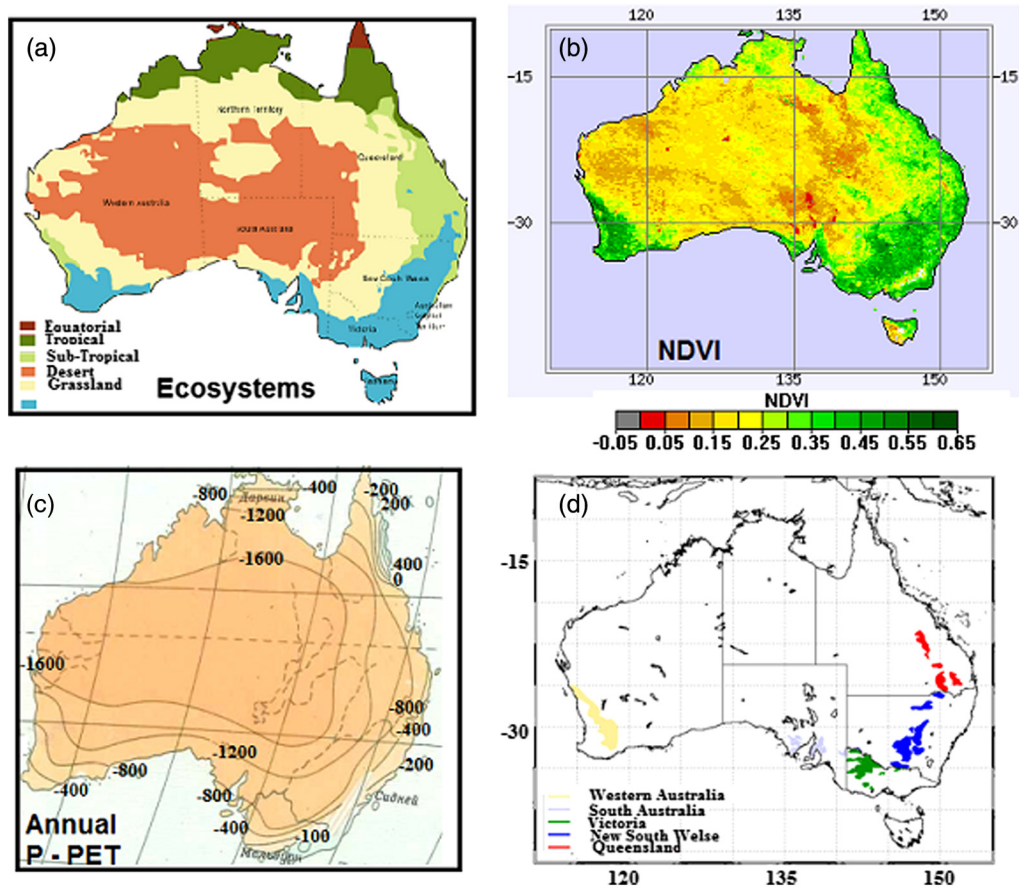 (a)
Northern Territory
Queensland
Western Australia
South Australia
New South Wales
Victoria
Equatorial
Tropical
Sub-Tropical
Desert
Grassland
Ecosystems
(b)
120 135 150
-15 -15
-30 -30
120 135 150
NDVI
NDVI
-0.05 0.05 0.15 0.25 0.35 0.45 0.55 0.65
(c)
-800 400 -200
Дарвин 200
-1200
-1600
400
0
-1600
-800
-400
-1200
-200
-800
-400
-800
Сидней
-400
-100
Мельбурн
Annual
P - PET
(d)
-15
-30
Western Australia
South Australia
Victoria
New South Welse
Queensland
120 135 150